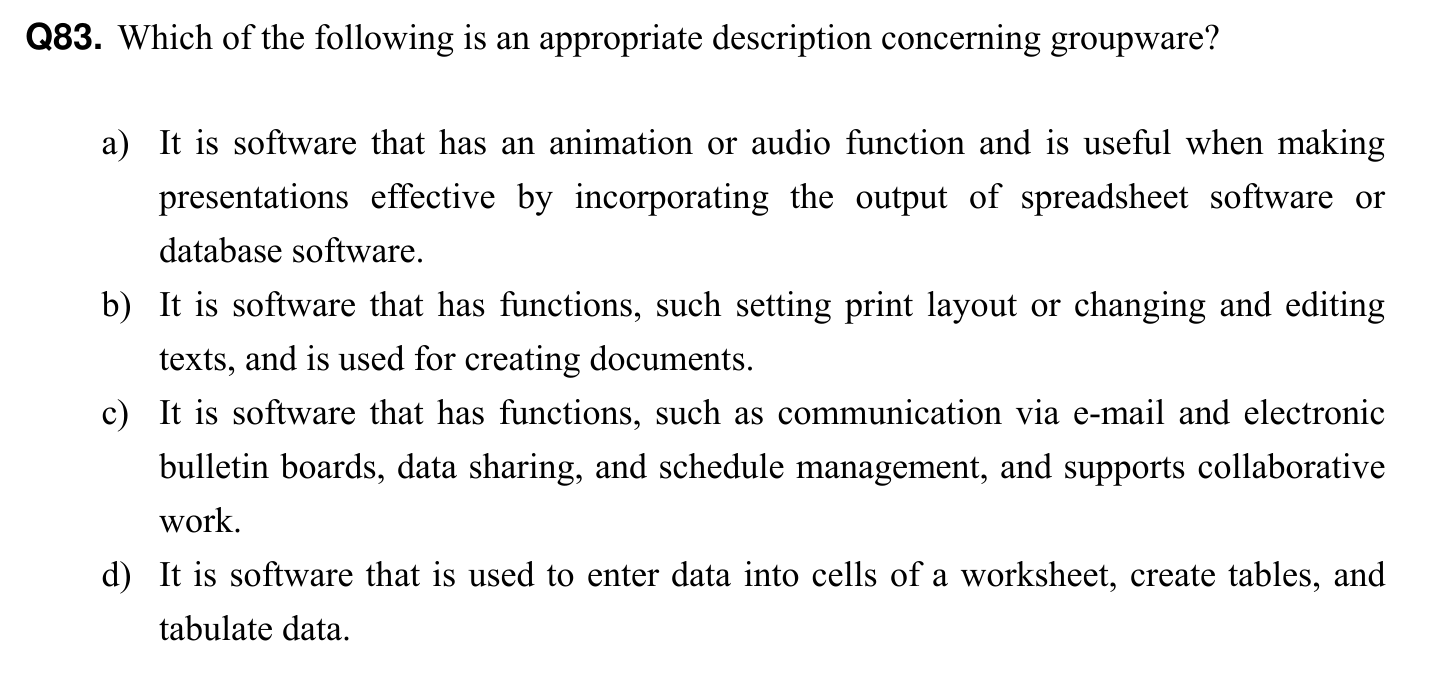 Q83. Which of the following is an appropriate description concerning groupware?
a) It is software that has an animation or audio function and is useful when making
presentations effective by incorporating the output of spreadsheet software or
database software.
b) It is software that has functions, such setting print layout or changing and editing
texts, and is used for creating documents.
c) It is software that has functions, such as communication via e-mail and electronic
bulletin boards, data sharing, and schedule management, and supports collaborative
work.
d) It is software that is used to enter data into cells of a worksheet, create tables, and
tabulate data.